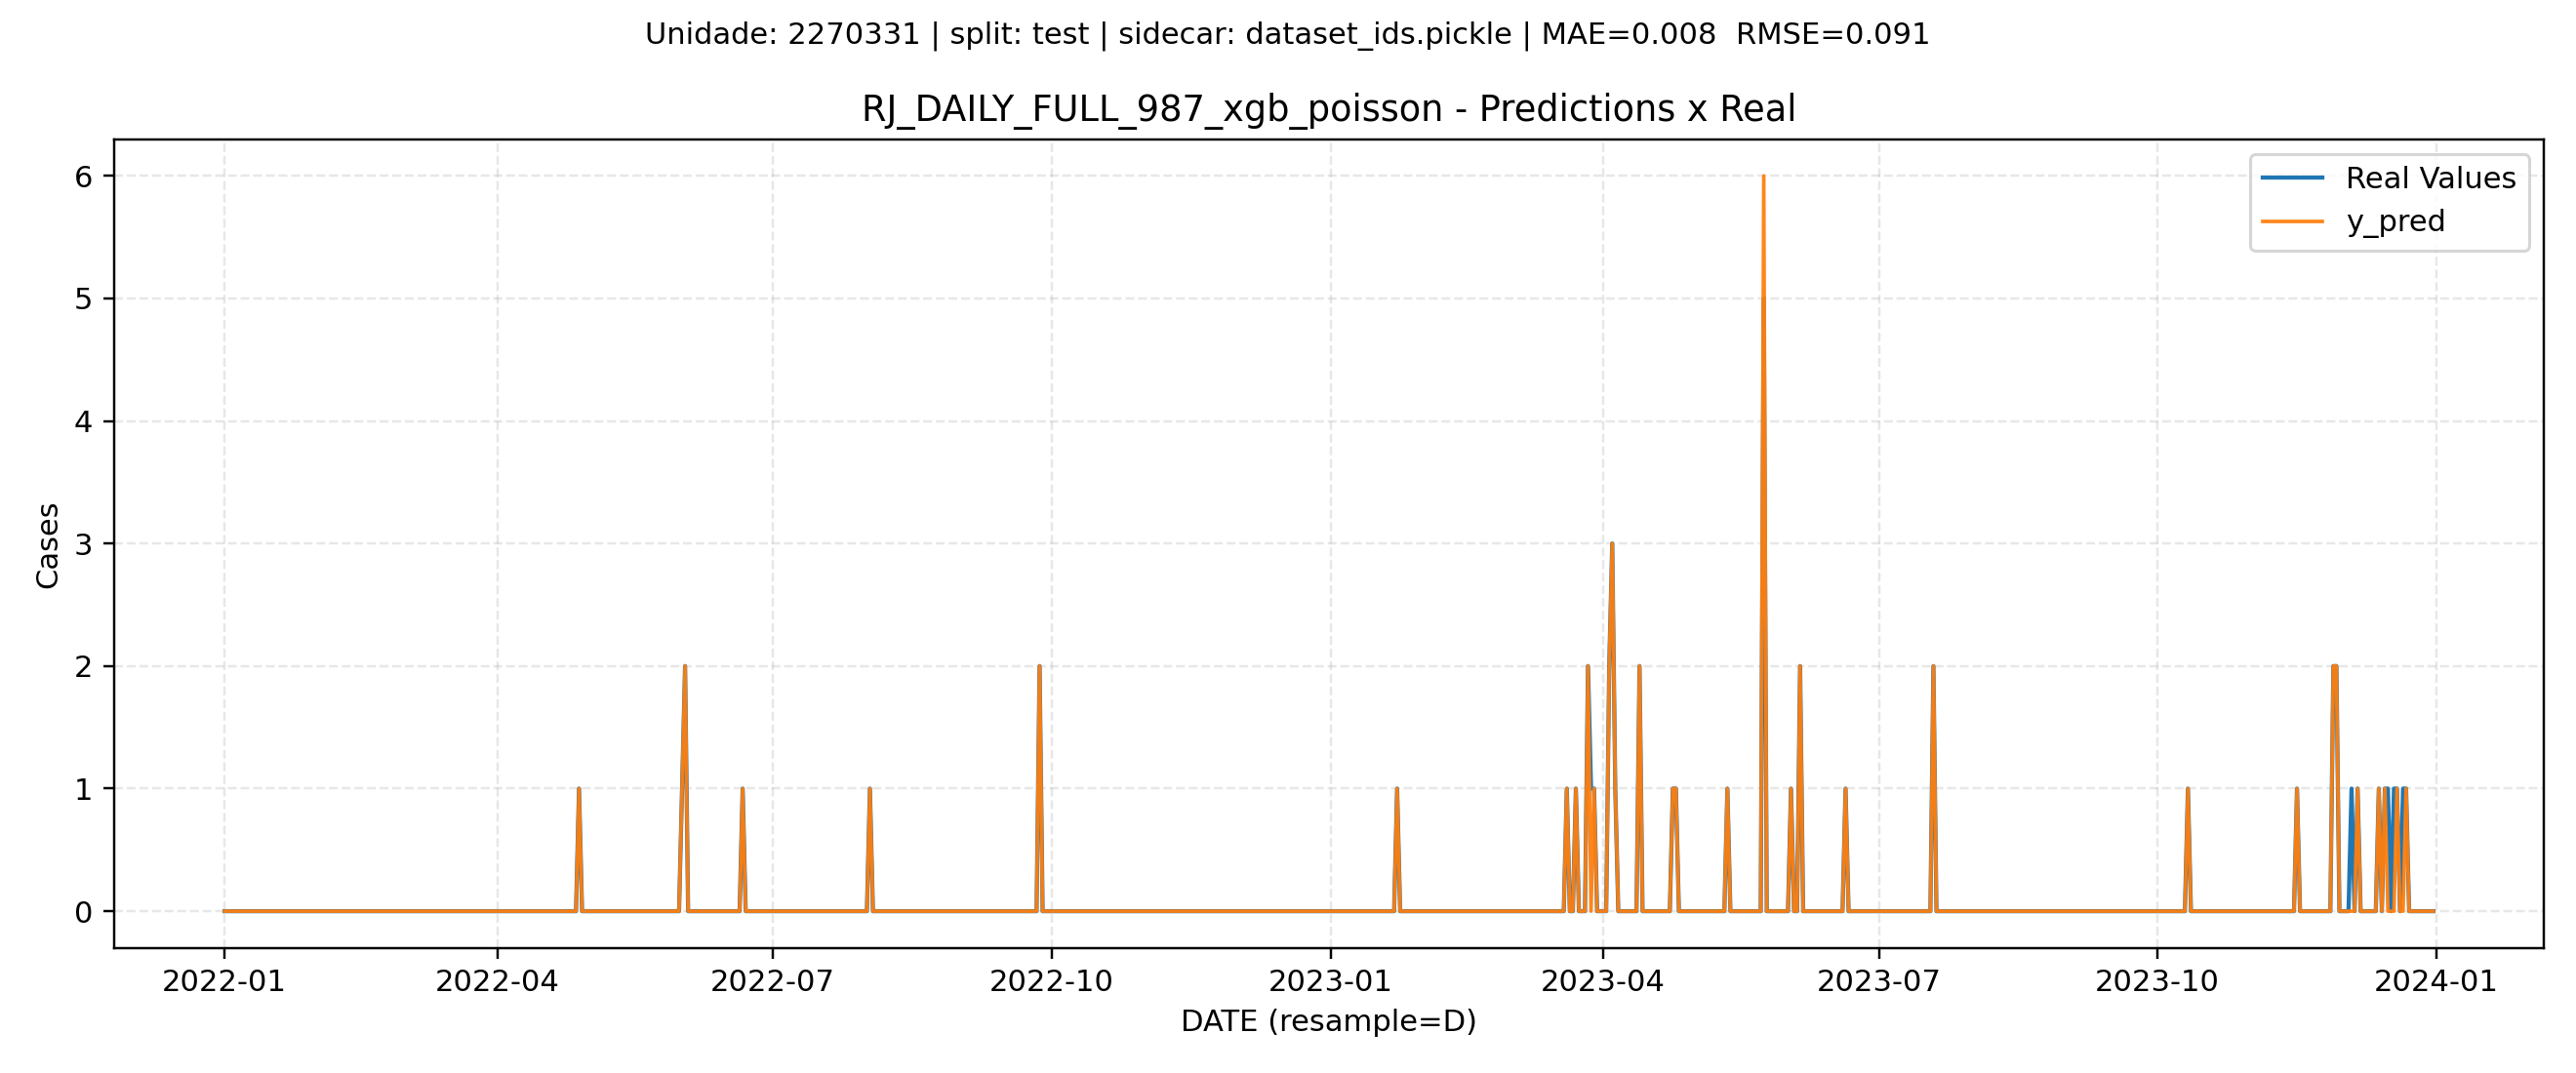 Unidade: 2270331 | split: test | sidecar: dataset_ids.pickle | MAE=0.008  RMSE=0.091
RJ_DAILY_FULL_987_xgb_poisson - Predictions x Real
Real Values
y_pred
Cases
6
5
4
3
2
1
0
2022-01
2022-04
2022-07
2022-10
2023-01
2023-04
2023-07
2023-10
2024-01
DATE (resample=D)